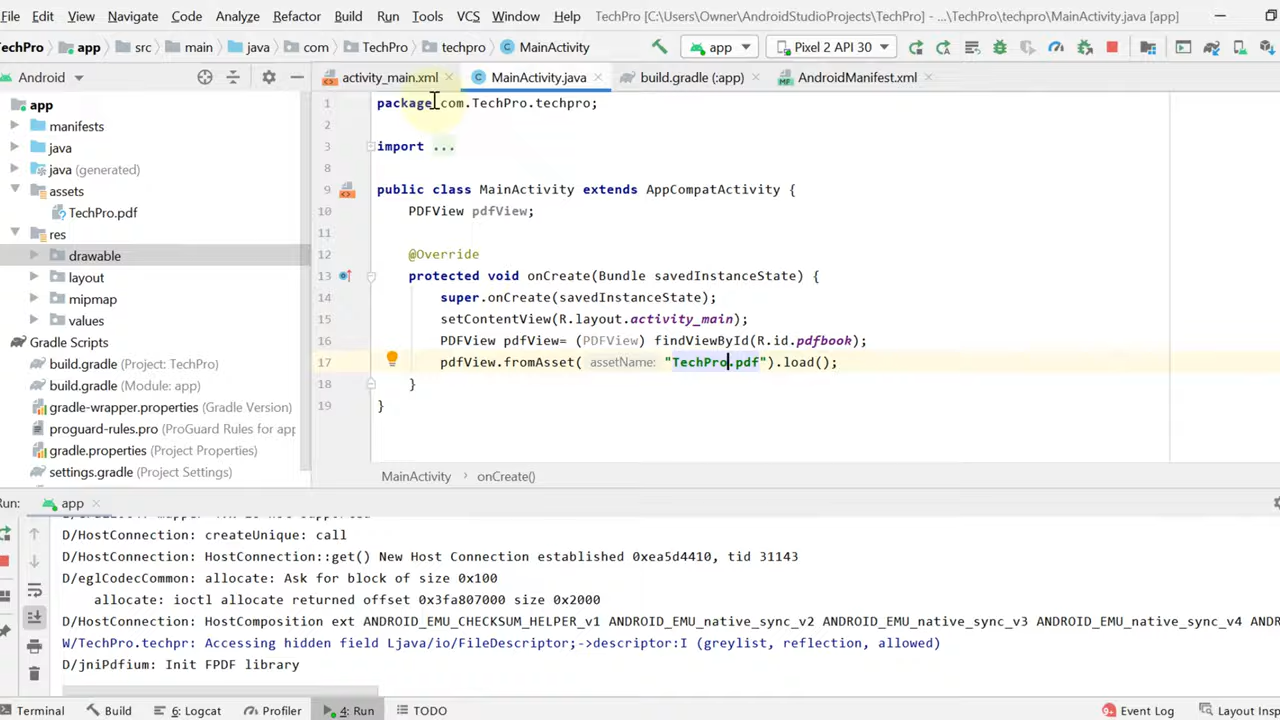 File Edit View Navigate Code Analyze Refactor Build Run Tools VCS Window Help TechPro [C:\Users\Owner\AndroidStudioProjects\TechPro] - ...\TechPro\techpro\MainActivity.java [app]
TechPro app src main java com TechPro techpro MainActivity app Pixel 2 API 30
Android activity_main.xml MainActivity.java build.gradle (:app) AndroidManifest.xml
app
manifests
java
java (generated)
assets
TechPro.pdf
res
drawable
layout
mipmap
values
Gradle Scripts
build.gradle (Project: TechPro)
build.gradle (Module: app)
gradle-wrapper.properties (Gradle Version)
proguard-rules.pro (ProGuard Rules for app
gradle.properties (Project Properties)
settings.gradle (Project Settings)
1 package com.TechPro.techpro;
2
3 import ...
8
9 public class MainActivity extends AppCompatActivity {
10 PDFView pdfView;
11
12 @Override
13 protected void onCreate(Bundle savedInstanceState) {
14 super.onCreate(savedInstanceState);
15 setContentView(R.layout.activity_main);
16 PDFView pdfView= (PDFView) findViewById(R.id.pdfbook);
17 pdfView.fromAsset( assetName: "TechPro.pdf").load();
18 }
19 }
MainActivity onCreate()
Run: app
D/HostConnection: createUnique: call
D/HostConnection: HostConnection::get() New Host Connection established 0xea5d4410, tid 31143
D/eglCodecCommon: allocate: Ask for block of size 0x100
allocate: ioctl allocate returned offset 0x3fa807000 size 0x2000
D/HostConnection: HostComposition ext ANDROID_EMU_CHECKSUM_HELPER_v1 ANDROID_EMU_native_sync_v2 ANDROID_EMU_native_sync_v3 ANDROID_EMU_native_sync_v4 ANDR
W/TechPro.techpr: Accessing hidden field Ljava/io/FileDescriptor;->descriptor:I (greylist, reflection, allowed)
D/jniPdfium: Init FPDF library
Terminal Build 6: Logcat Profiler 4: Run TODO Event Log Layout Insp